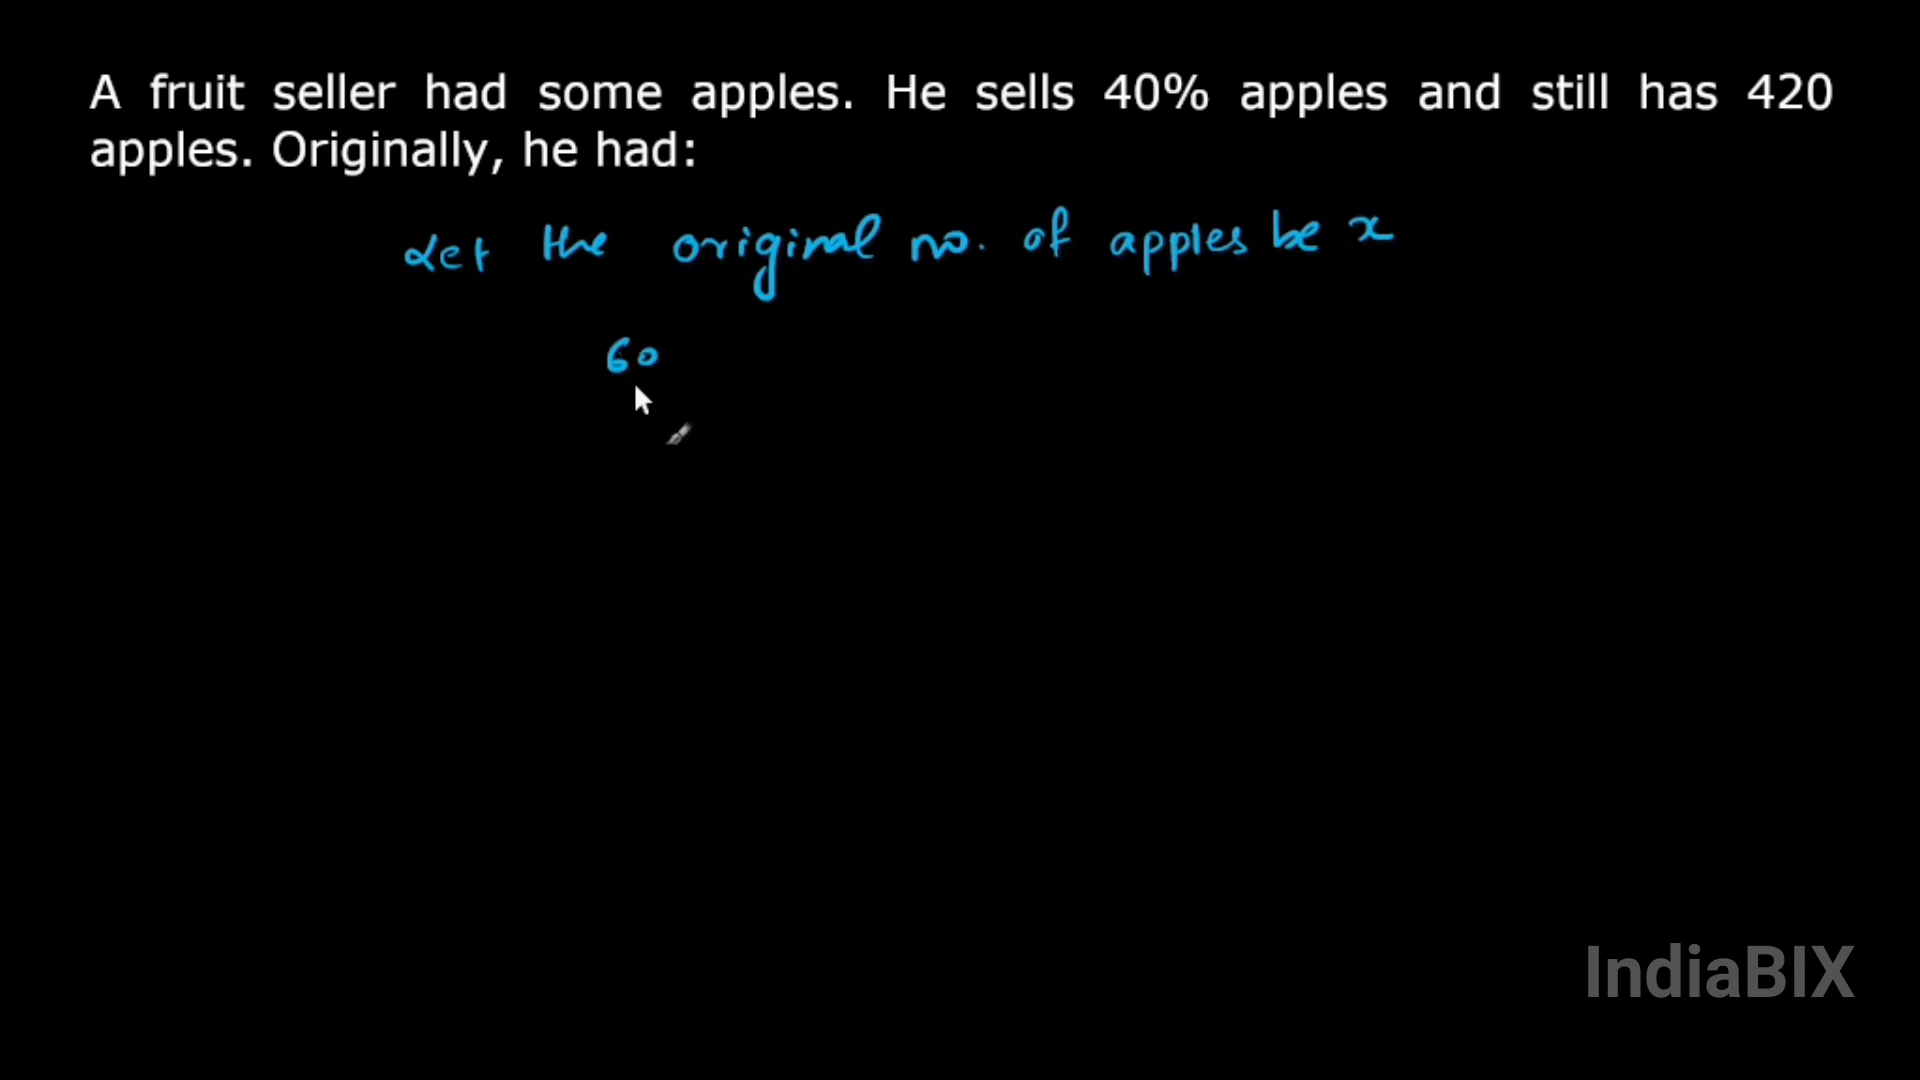 A fruit seller had some apples. He sells 40% apples and still has 420
apples. Originally, he had:
Let the original no. of apples be x
60
IndiaBIX